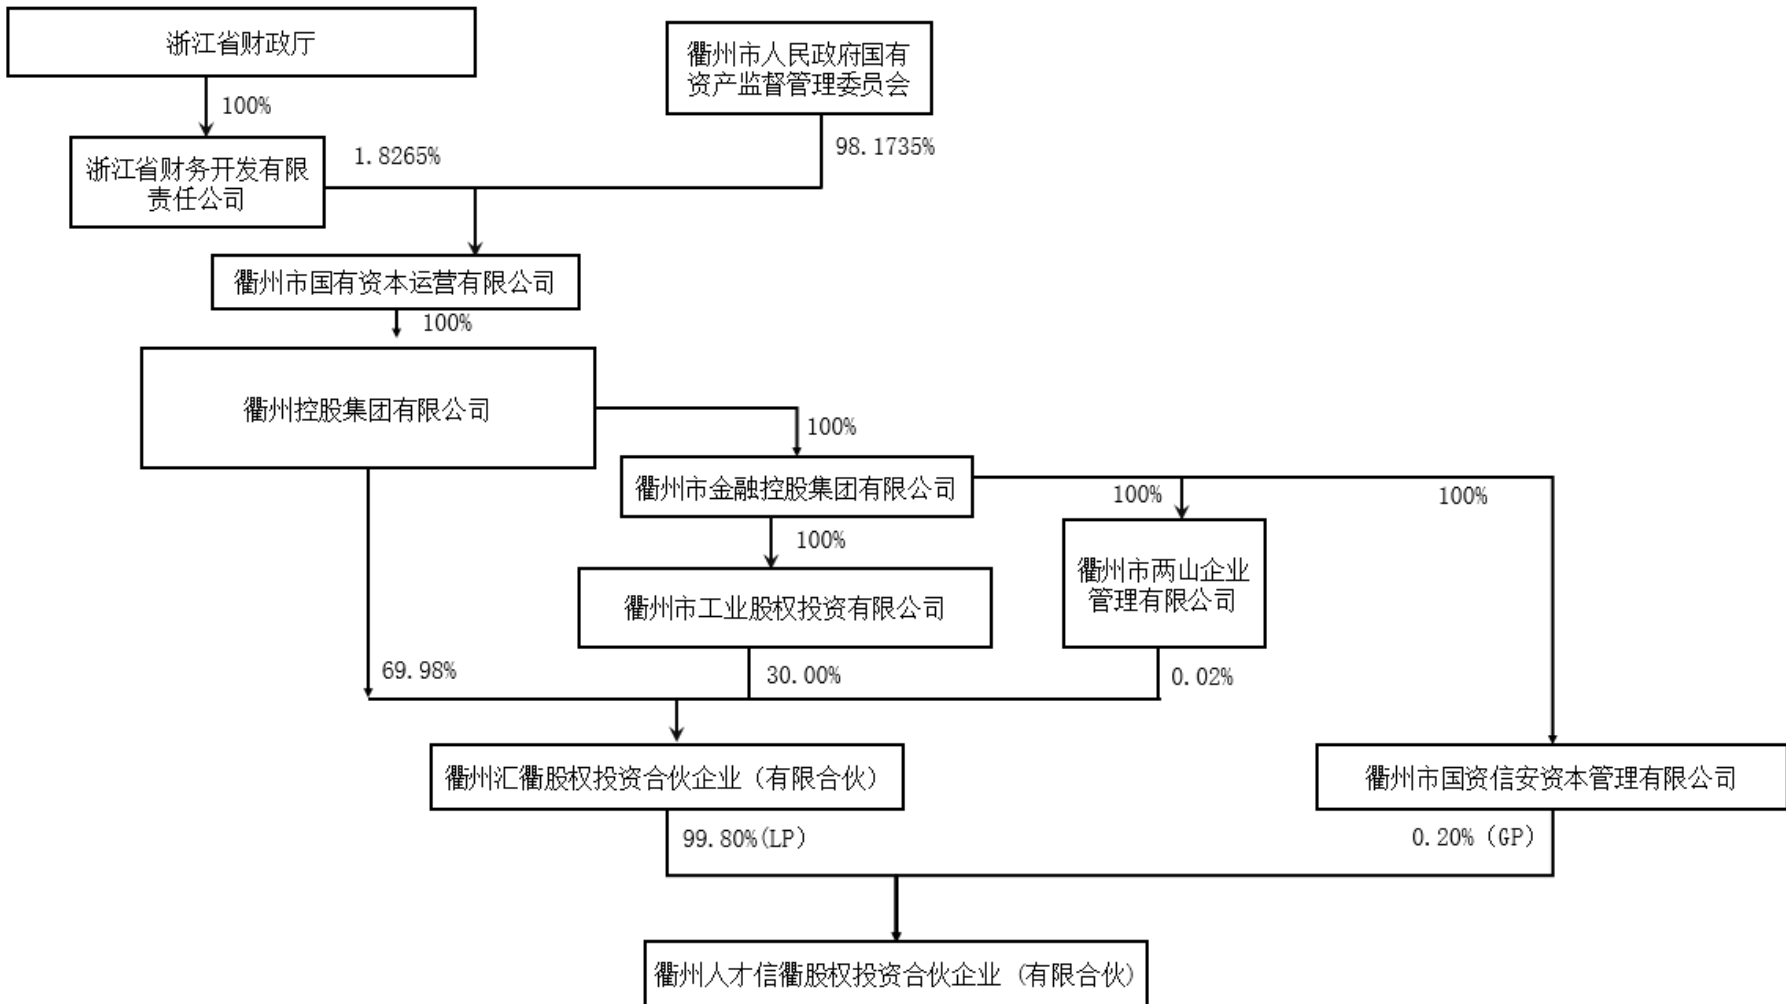 浙江省财政厅
衢州市人民政府国有
资产监督管理委员会
100%
浙江省财务开发有限
责任公司
1.8265%
98.1735%
衢州市国有资本运营有限公司
100%
衢州控股集团有限公司
100%
衢州市金融控股集团有限公司
100%
100%
100%
衢州市工业股权投资有限公司
衢州市两山企业
管理有限公司
69.98%
30.00%
0.02%
衢州汇衢股权投资合伙企业（有限合伙）
衢州市国资信安资本管理有限公司
99.80%(LP）
0.20%（GP）
衢州人才信衢股权投资合伙企业（有限合伙）